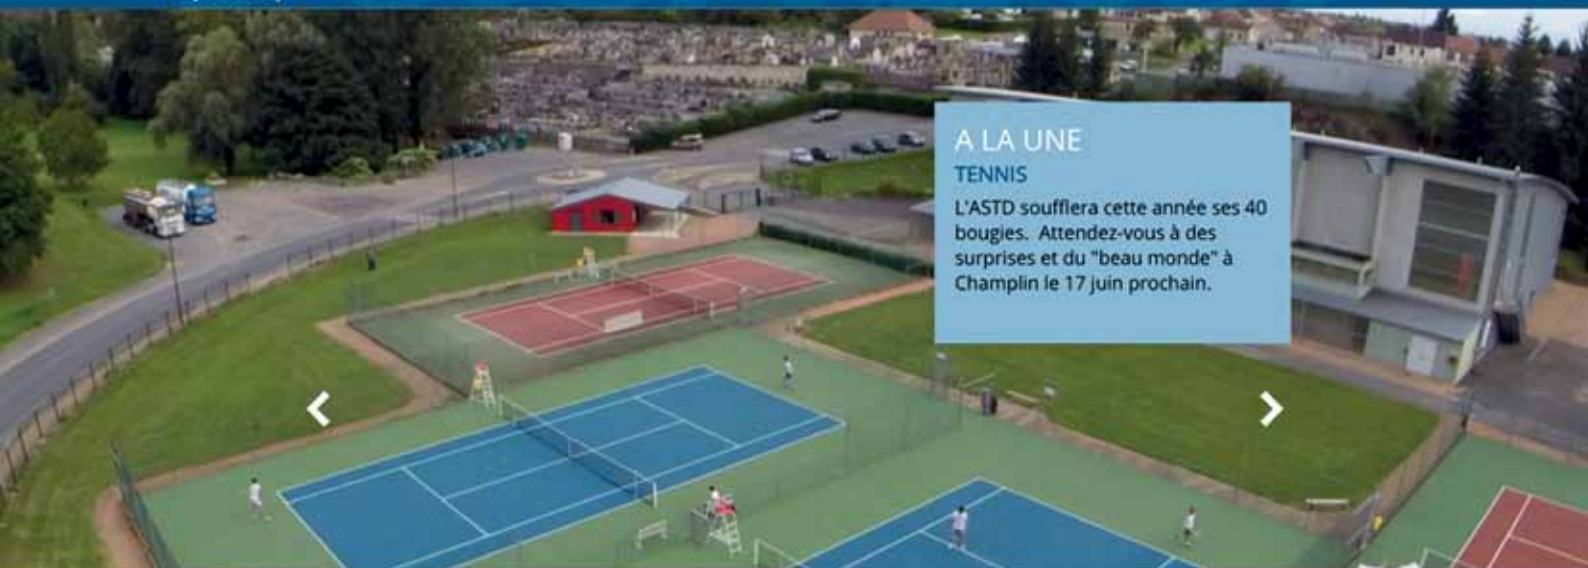 A LA UNE
TENNIS
L'ASTD soufflera cette année ses 40
bougies. Attendez-vous à des
surprises et du "beau monde" à
Champlin le 17 juin prochain.